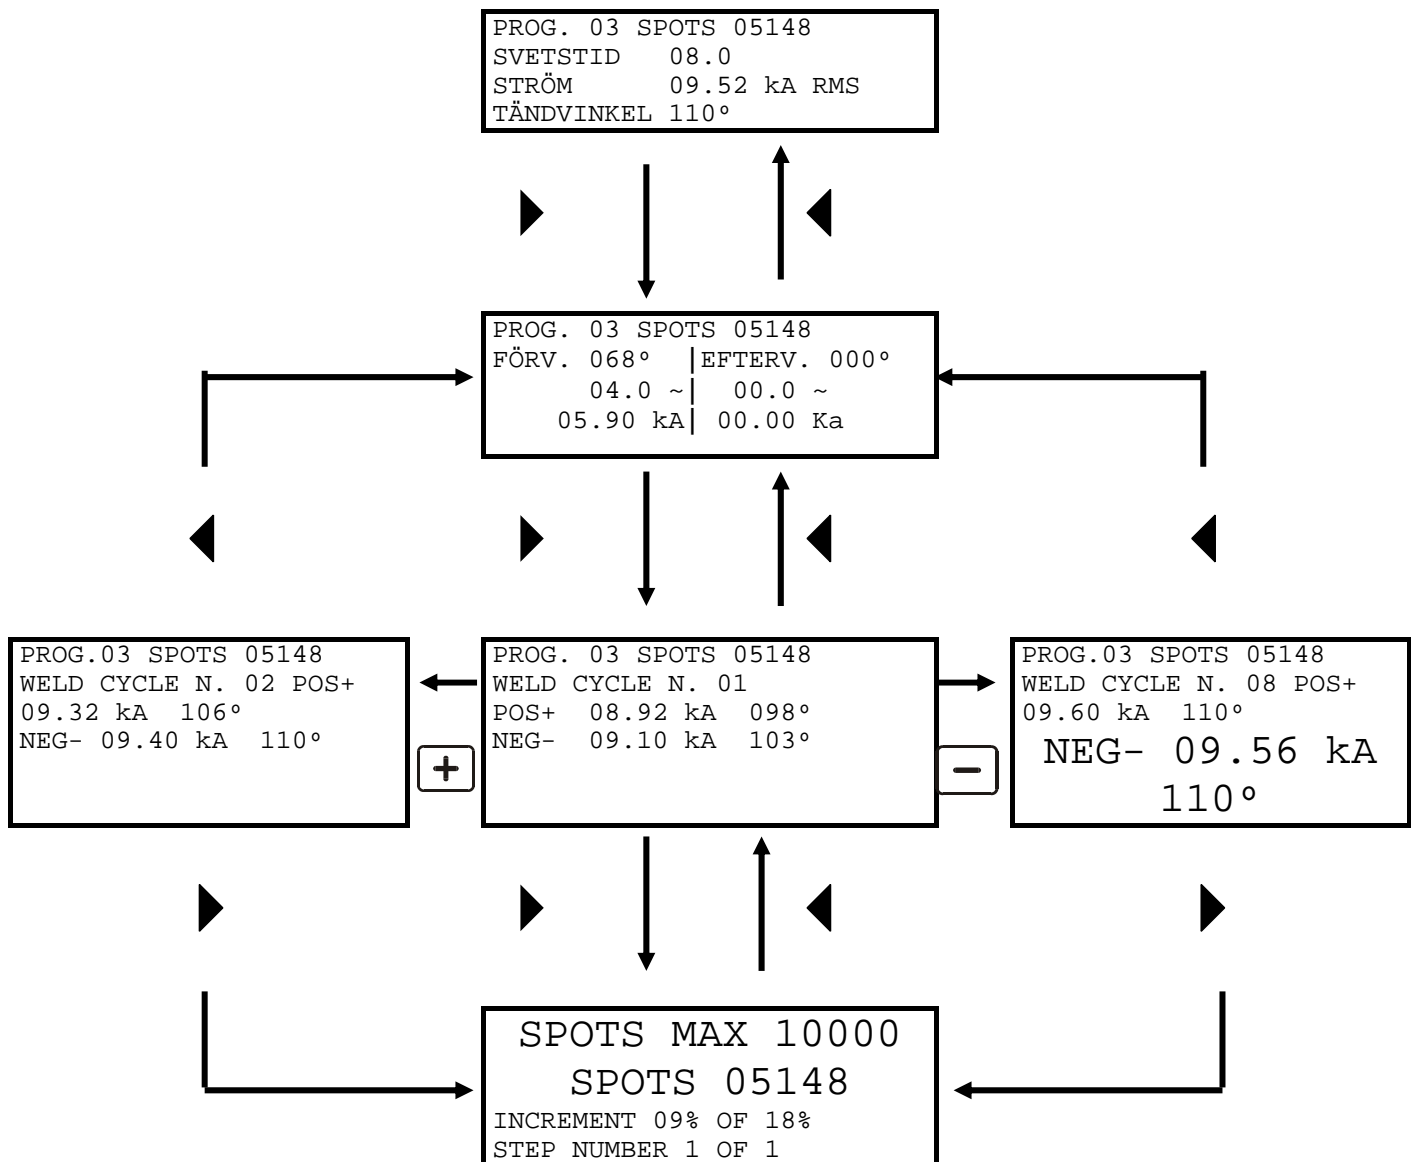 PROG. 03 SPOTS 05148
SVETSTID 08.0
STRÖM 09.52 kA RMS
TÄNDVINKEL 110°
PROG. 03 SPOTS 05148
FÖRV. 068° |EFTERV. 000°
04.0 ~| 00.0 ~
05.90 kA| 00.00 Ka
PROG.03 SPOTS 05148
WELD CYCLE N. 02 POS+
09.32 kA 106°
NEG- 09.40 kA 110°
+
PROG. 03 SPOTS 05148
WELD CYCLE N. 01
POS+ 08.92 kA 098°
NEG- 09.10 kA 103°
−
PROG.03 SPOTS 05148
WELD CYCLE N. 08 POS+
09.60 kA 110°
NEG- 09.56 kA
110°
SPOTS MAX 10000
SPOTS 05148
INCREMENT 09% OF 18%
STEP NUMBER 1 OF 1